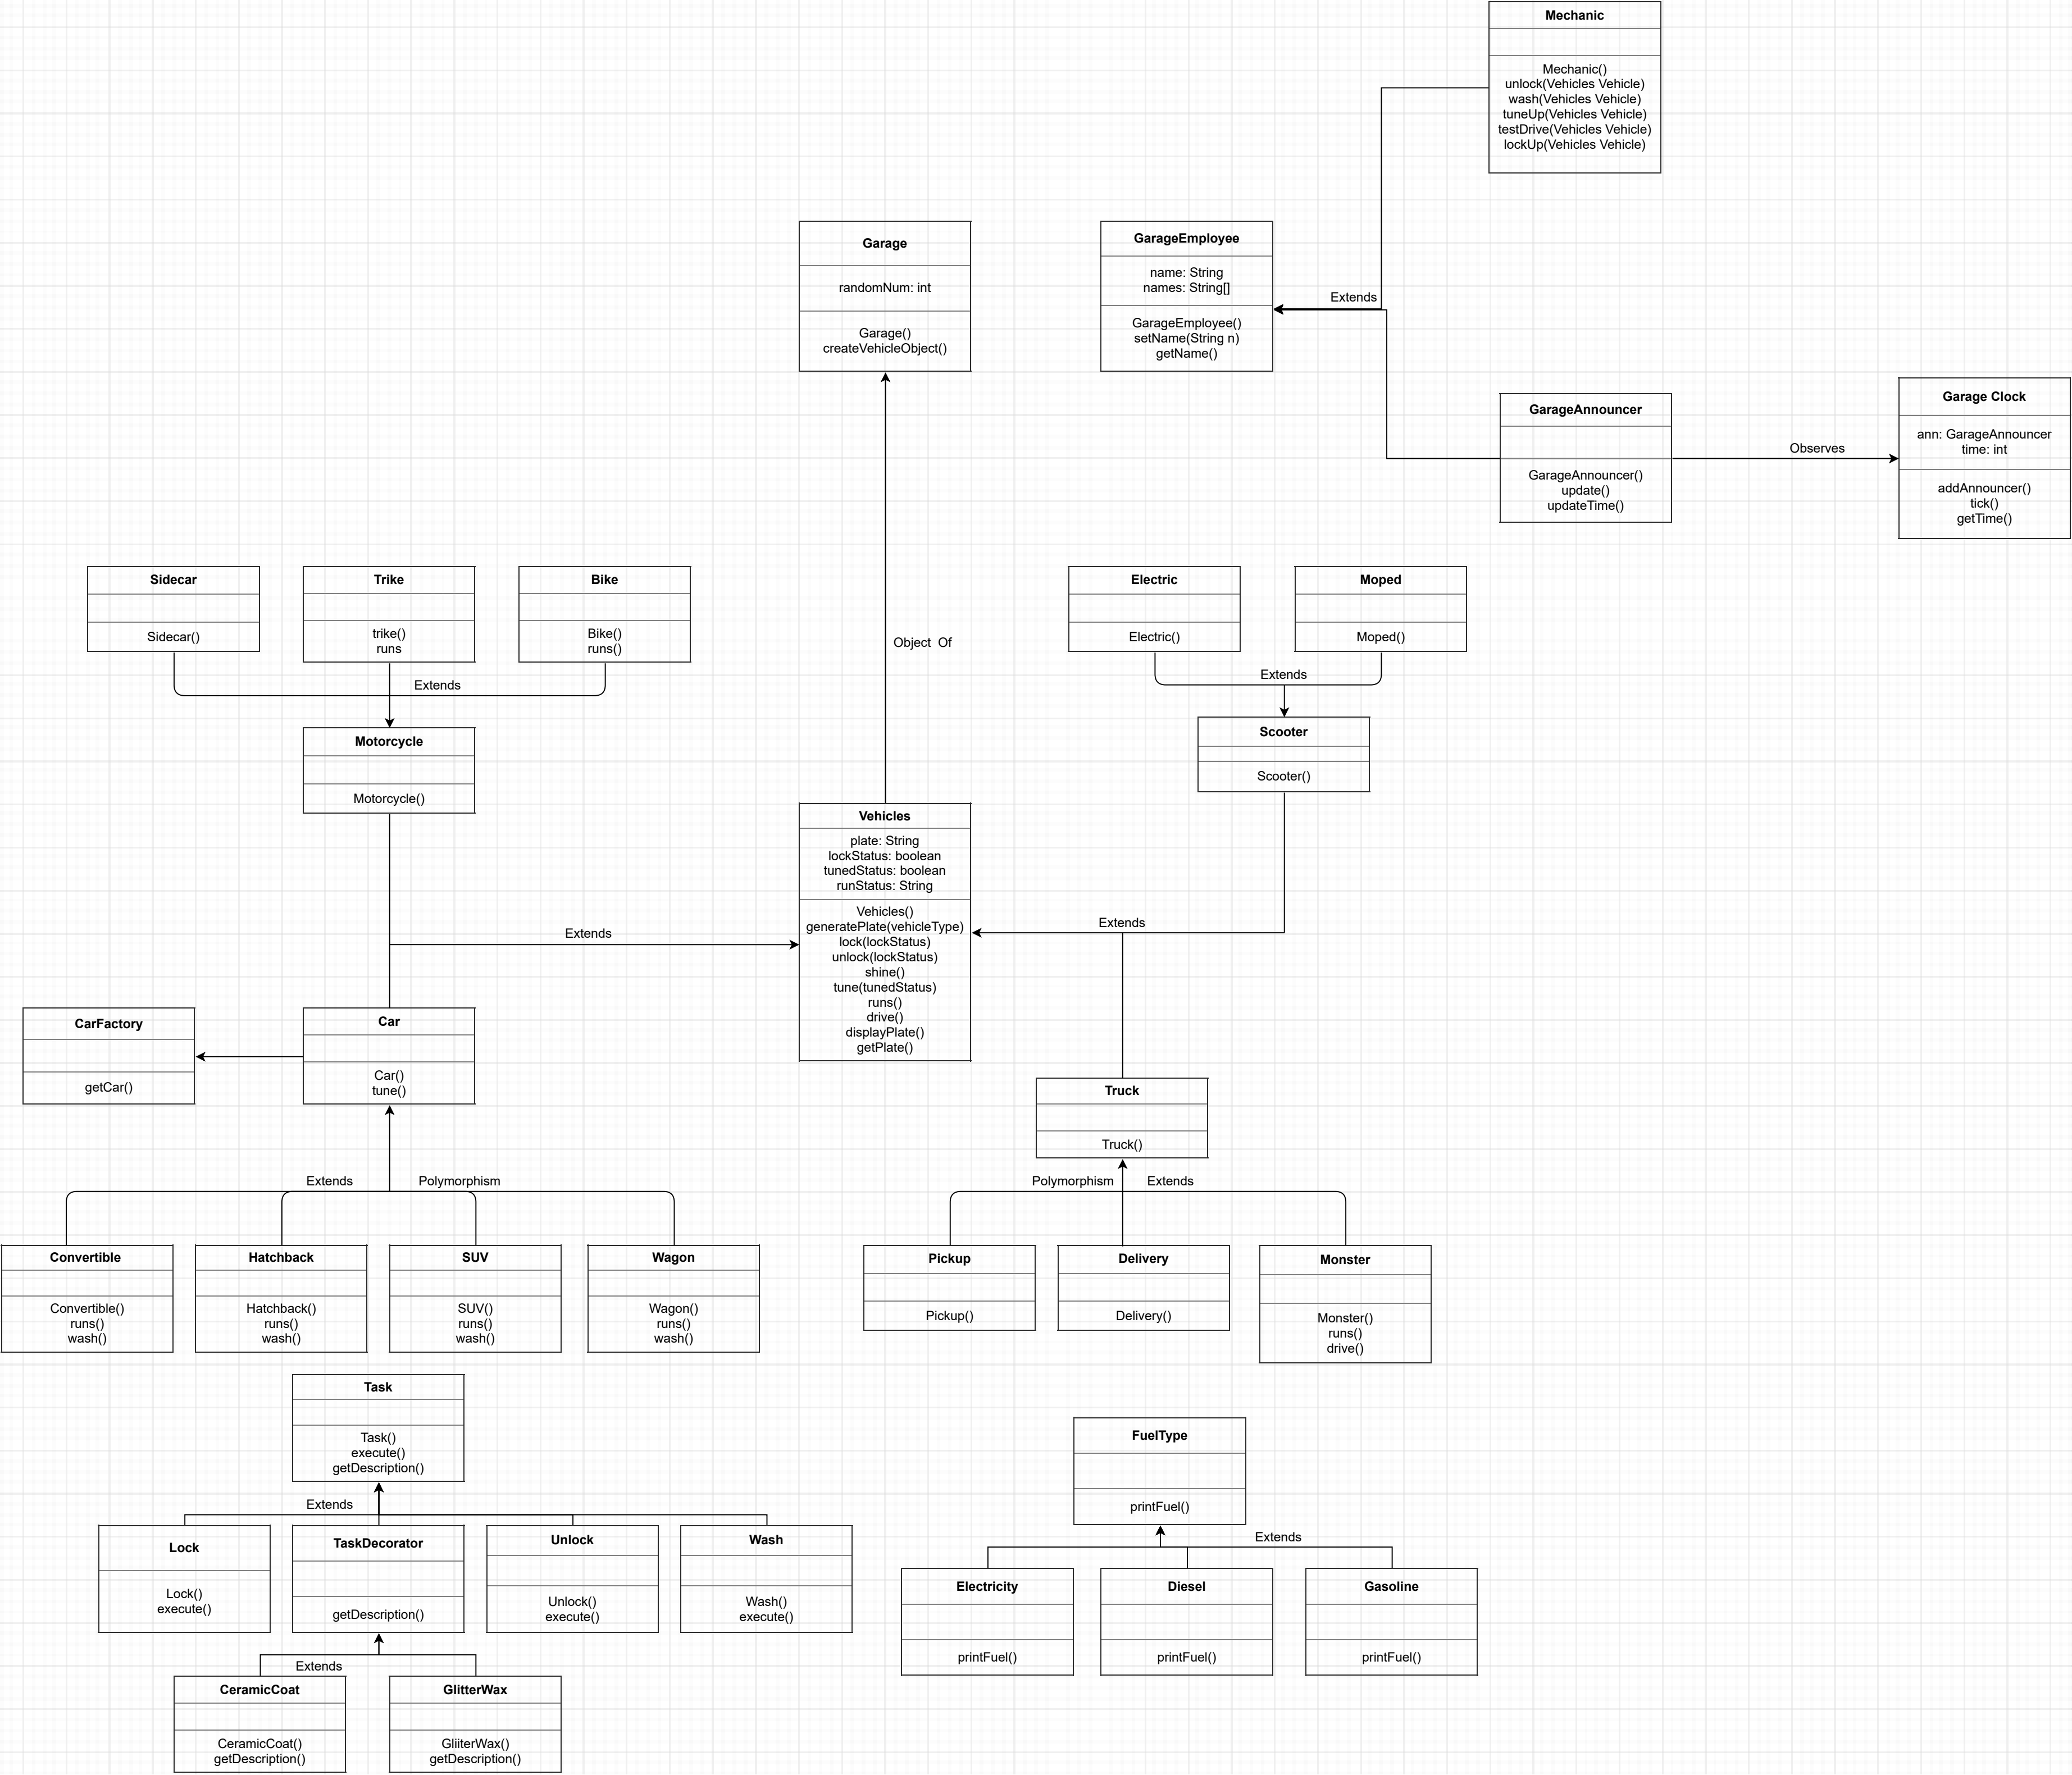 Mechanic
Mechanic()
unlock(Vehicles Vehicle)
wash(Vehicles Vehicle)
tuneUp(Vehicles Vehicle)
testDrive(Vehicles Vehicle)
lockUp(Vehicles Vehicle)
Garage
randomNum: int
Garage()
createVehicleObject()
GarageEmployee
name: String
names: String[]
GarageEmployee()
setName(String n)
getName()
Extends
GarageAnnouncer
GarageAnnouncer()
update()
updateTime()
Observes
Garage Clock
ann: GarageAnnouncer
time: int
addAnnouncer()
tick()
getTime()
Sidecar
Sidecar()
Trike
trike()
runs
Bike
Bike()
runs()
Extends
Object Of
Electric
Electric()
Moped
Moped()
Extends
Motorcycle
Motorcycle()
Scooter
Scooter()
Vehicles
plate: String
lockStatus: boolean
tunedStatus: boolean
runStatus: String
Vehicles()
generatePlate(vehicleType)
lock(lockStatus)
unlock(lockStatus)
shine()
tune(tunedStatus)
runs()
drive()
displayPlate()
getPlate()
Extends
Extends
CarFactory
getCar()
Car
Car()
tune()
Truck
Truck()
Extends
Polymorphism
Polymorphism
Extends
Convertible
Convertible()
runs()
wash()
Hatchback
Hatchback()
runs()
wash()
SUV
SUV()
runs()
wash()
Wagon
Wagon()
runs()
wash()
Pickup
Pickup()
Delivery
Delivery()
Monster
Monster()
runs()
drive()
Task
Task()
execute()
getDescription()
Extends
Lock
Lock()
execute()
TaskDecorator
getDescription()
Unlock
Unlock()
execute()
Wash
Wash()
execute()
Extends
CeramicCoat
CeramicCoat()
getDescription()
GlitterWax
GliiterWax()
getDescription()
FuelType
printFuel()
Extends
Electricity
printFuel()
Diesel
printFuel()
Gasoline
printFuel()